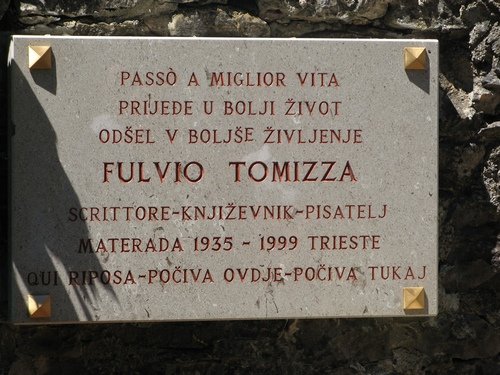 PASSÒ A MIGLIOR VITA
PRIJEĐE U BOLJI ŽIVOT
ODŠEL V BOLJŠE ŽIVLJENJE
FULVIO TOMIZZA
SCRITTORE-KNJIŽEVNIK-PISATELJ
MATERADA 1935 - 1999 TRIESTE
QUI RIPOSA-POČIVA OVDJE-POČIVA TUKAJ